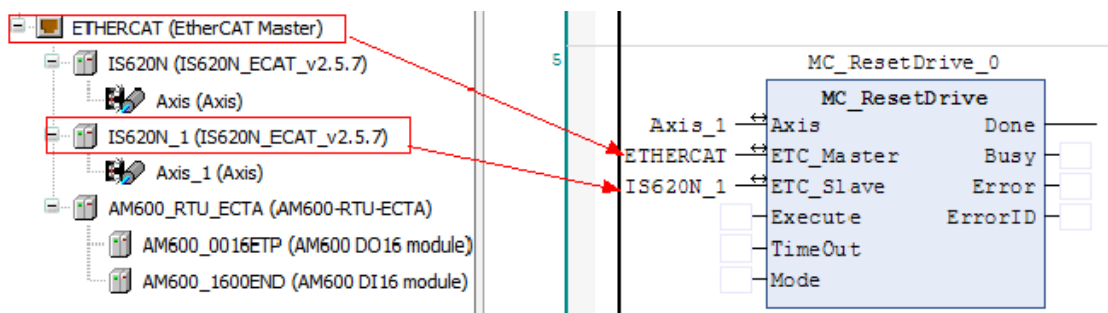 ETHERCAT (EtherCAT Master)
IS620N (IS620N_ECAT_v2.5.7)
Axis (Axis)
IS620N_1 (IS620N_ECAT_v2.5.7)
Axis_1 (Axis)
AM600_RTU_ECTA (AM600-RTU-ECTA)
AM600_0016ETP (AM600 DO16 module)
AM600_1600END (AM600 DI16 module)
5
MC_ResetDrive_0
MC_ResetDrive
Axis_1 Axis Done
ETHERCAT ETC_Master Busy
IS620N_1 ETC_Slave Error
Execute ErrorID
TimeOut
Mode